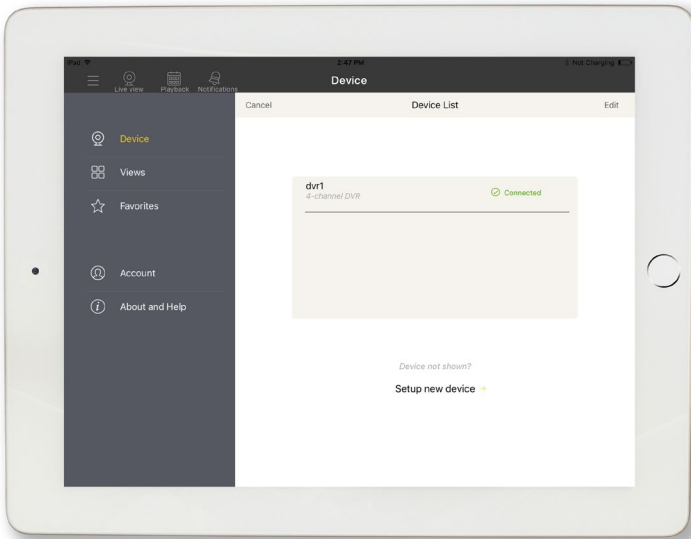 iPad 2:47 PM Not Charging
Live view Playback Notifications
Device
Cancel Device List Edit
Device
Views
Favorites
Account
About and Help
dvr1
4-channel DVR
Connected
Device not shown?
Setup new device